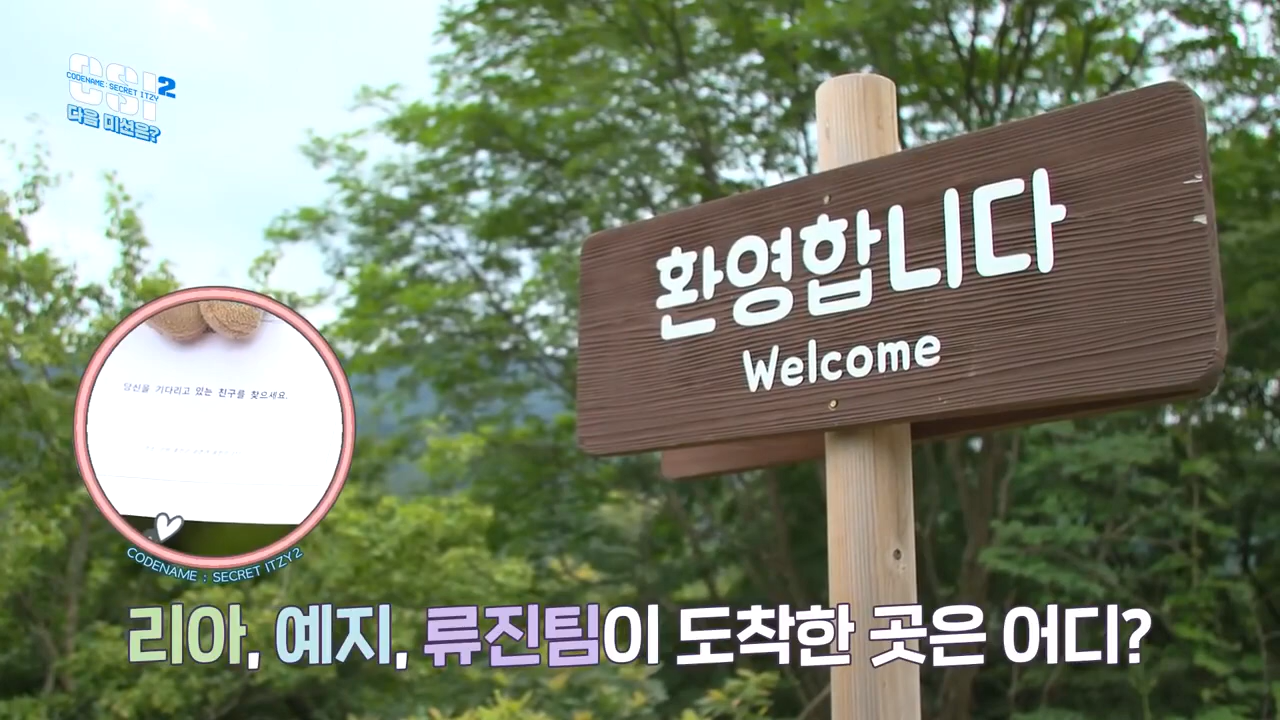 CSI2
CODENAME : SECRET ITZY
다음 미션은?
환영합니다
Welcome
당신을 기다리고 있는 친구를 찾으세요.
CODENAME : SECRET ITZY2
리아, 예지, 류진팀이 도착한 곳은 어디?